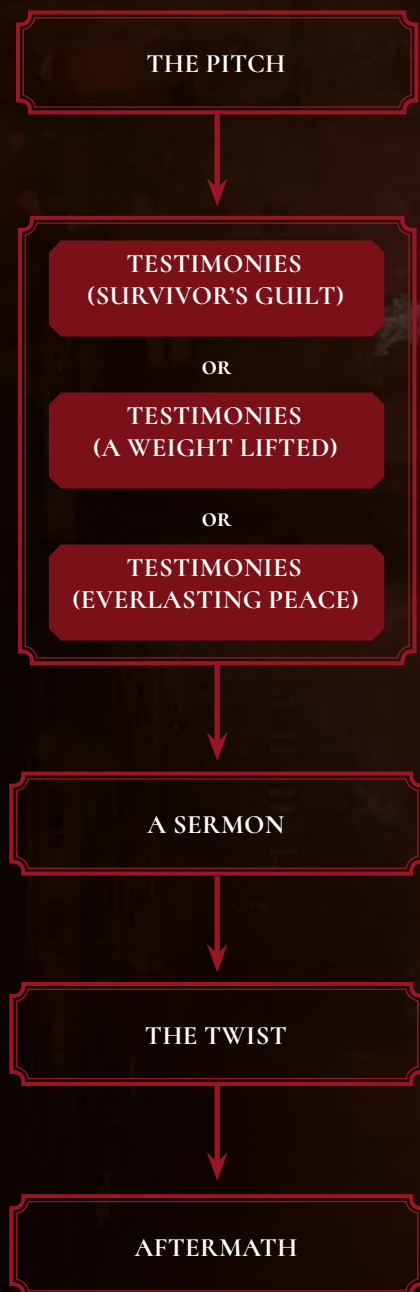 THE PITCH
TESTIMONIES
(SURVIVOR'S GUILT)
OR
TESTIMONIES
(A WEIGHT LIFTED)
OR
TESTIMONIES
(EVERLASTING PEACE)
A SERMON
THE TWIST
AFTERMATH